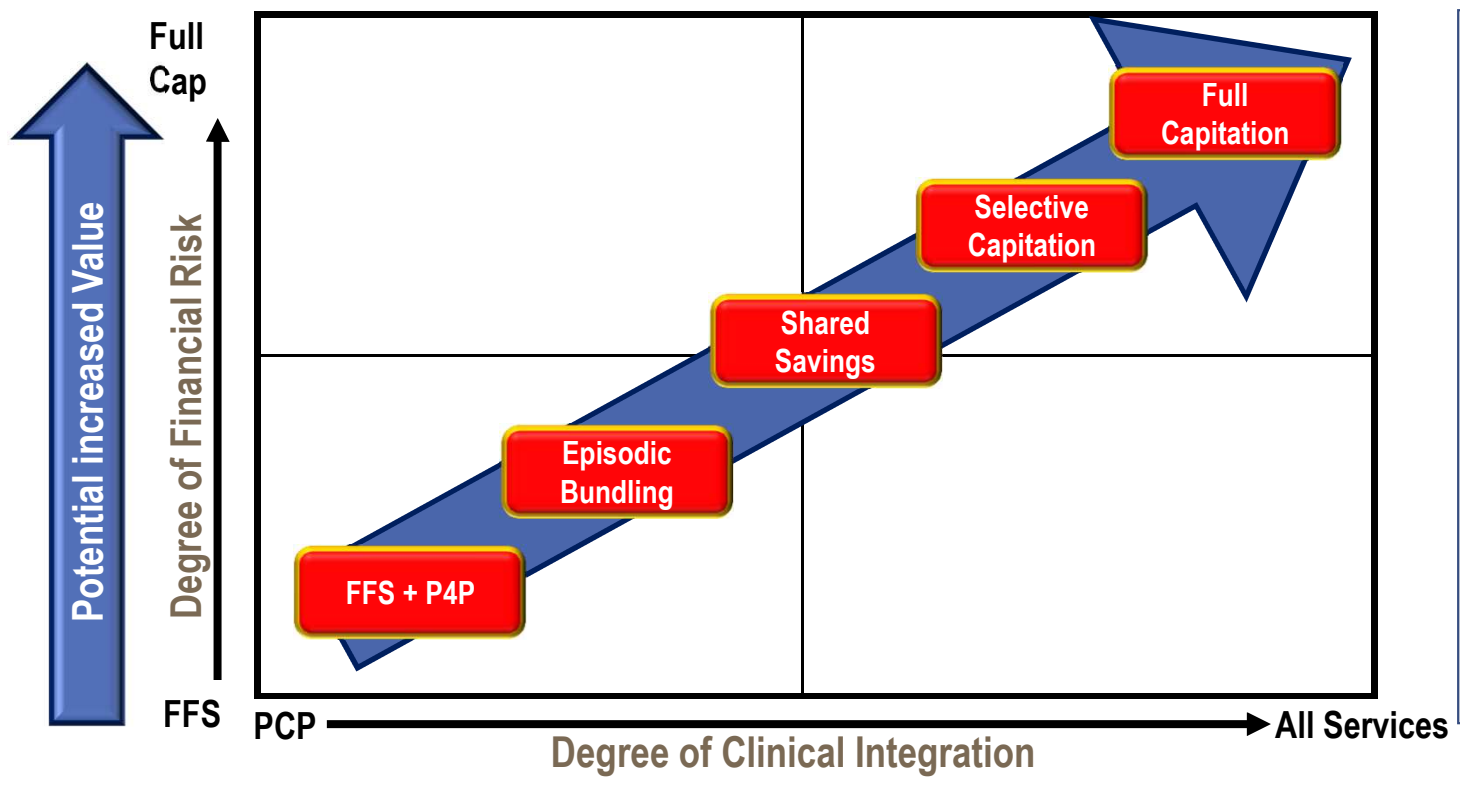 Full
Cap
Potential increased Value
Degree of Financial Risk
FFS
Full
Capitation
Selective
Capitation
Shared
Savings
Episodic
Bundling
FFS + P4P
PCP
All Services
Degree of Clinical Integration